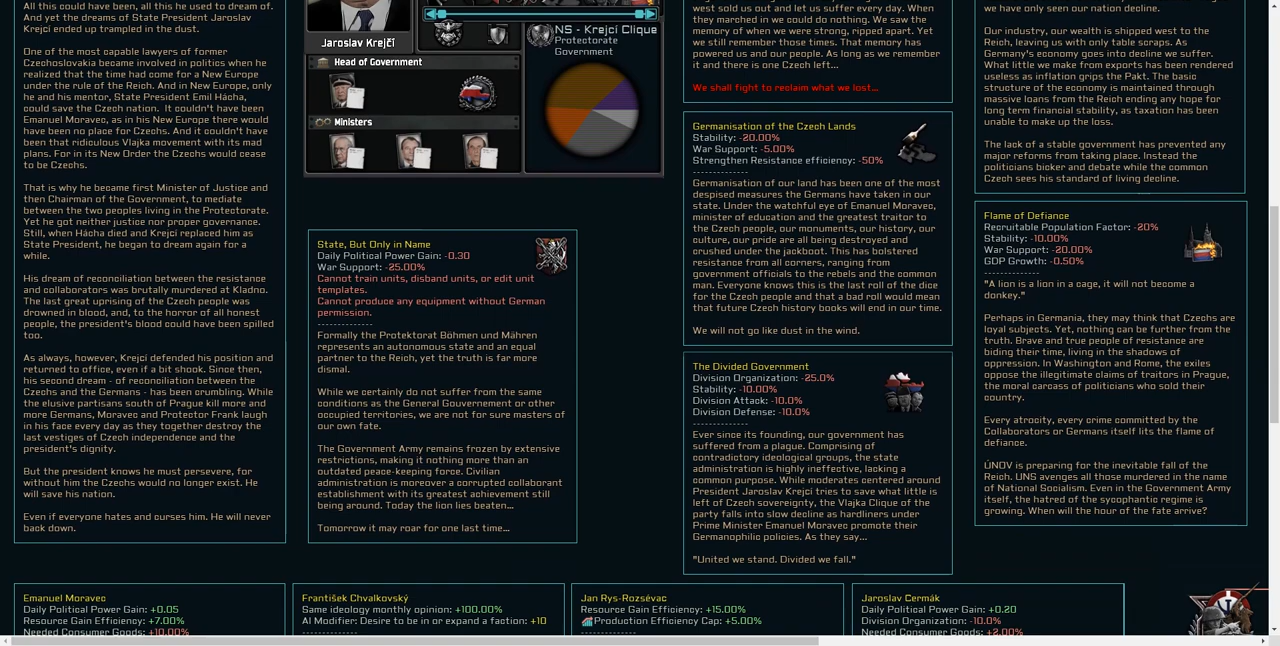 All this could have been, all this he used to dream of.
And yet the dreams of State President Jaroslav
Krejčí ended up trampled in the dust.
One of the most capable lawyers of former
Czechoslovakia became involved in politics when he
realized that the time had come for a New Europe
under the rule of the Reich. And in New Europe, only
he and his mentor, State President Emil Hácha,
could save the Czech nation. It couldn't have been
Emanuel Moravec, as in his New Europe there would
have been no place for Czechs. And it couldn't have
been that ridiculous Vlajka movement with its mad
plans. For in its New Order the Czechs would cease
to be Czechs.
That is why he became first Minister of Justice and
then Chairman of the Government, to mediate
between the two peoples living in the Protectorate.
Yet he got neither justice nor proper governance.
Still, when Hácha died and Krejčí replaced him as
State President, he began to dream again for a
while.
His dream of reconciliation between the resistance
and collaborators was brutally murdered at Kladno.
The last great uprising of the Czech people was
drowned in blood, and, to the horror of all honest
people, the president's blood could have been spilled
too.
As always, however, Krejčí defended his position and
returned to office, even if a bit shook. Since then,
his second dream - of reconciliation between the
Czechs and the Germans - has been crumbling. While
the elusive partisans south of Prague kill more and
more Germans, Moravec and Protector Frank laugh
in his face every day as they together destroy the
last vestiges of Czech independence and the
president's dignity.
But the president knows he must persevere, for
without him the Czechs would no longer exist. He
will save his nation.
Even if everyone hates and curses him. He will never
back down.
Jaroslav Krejčí
NS - Krejcí Clique
Protectorate
Government
Head of Government
Ministers
State, But Only in Name
Daily Political Power Gain: -0.30
War Support: -25.00%
Cannot train units, disband units, or edit unit
templates.
Cannot produce any equipment without German
permission.
--------------
Formally the Protektorat Böhmen und Mähren
represents an autonomous state and an equal
partner to the Reich, yet the truth is far more
dismal.
While we certainly do not suffer from the same
conditions as the General Gouvernement or other
occupied territories, we are not for sure masters of
our own fate.
The Government Army remains frozen by extensive
restrictions, making it nothing more than an
outdated peace-keeping force. Civilian
administration is moreover a corrupted collaborant
establishment with its greatest achievement still
being around. Today the lion lies beaten...
Tomorrow it may roar for one last time...
west sold us out and let us suffer every day. When
they marched in we could do nothing. We saw the
memory of when we were strong, ripped apart. Yet
we still remember those times. That memory has
powered us and our people. As long as we remember
it and there is one Czech left...
We shall fight to reclaim what we lost...
Germanisation of the Czech Lands
Stability: -20.00%
War Support: -5.00%
Strengthen Resistance efficiency: -50%
--------------
Germanisation of our land has been one of the most
despised measures the Germans have taken in our
state. Under the watchful eye of Emanuel Moravec,
minister of education and the greatest traitor to
the Czech people, our monuments, our history, our
culture, our pride are all being destroyed and
crushed under the jackboot. This has bolstered
resistance from all corners, ranging from
government officials to the rebels and the common
man. Everyone knows this is the last roll of the dice
for the Czech people and that a bad roll would mean
that future Czech history books will end in our time.
We will not go like dust in the wind.
The Divided Government
Division Organization: -25.0%
Stability: -10.00%
Division Attack: -10.0%
Division Defense: -10.0%
--------------
Ever since its founding, our government has
suffered from a plague. Comprising of
contradictory ideological groups, the state
administration is highly ineffective, lacking a
common purpose. While moderates centered around
President Jaroslav Krejcí tries to save what little is
left of Czech sovereignty, the Vlajka Clique of the
party falls into slow decline as hardliners under
Prime Minister Emanuel Moravec promote their
Germanophilic policies. As they say...
"United we stand. Divided we fall."
we have only seen our nation decline.
Our industry, our wealth is shipped west to the
Reich, leaving us with only table scraps. As
Germany's economy goes into decline we suffer.
What little we make from exports has been rendered
useless as inflation grips the Pakt. The basic
structure of the economy is maintained through
massive loans from the Reich ending any hope for
long term financial stability, as taxation has been
unable to make up the loss.
The lack of a stable government has prevented any
major reforms from taking place. Instead the
politicians bicker and debate while the common
Czech sees his standard of living decline.
Flame of Defiance
Recruitable Population Factor: -20%
Stability: -10.00%
War Support: -20.00%
GDP Growth: -0.50%
--------------
"A lion is a lion in a cage, it will not become a
donkey."
Perhaps in Germania, they may think that Czechs are
loyal subjects. Yet, nothing can be further from the
truth. Brave and true people of resistance are
biding their time, living in the shadows of
oppression. In Washington and Rome, the exiles
oppose the illegitimate claims of traitors in Prague,
the moral carcass of politicians who sold their
country.
Every atrocity, every crime committed by the
Collaborators or Germans itself lits the flame of
defiance.
ÚNDV is preparing for the inevitable fall of the
Reich. UNS avenges all those murdered in the name
of National Socialism. Even in the Government Army
itself, the hatred of the sycophantic regime is
growing. When will the hour of the fate arrive?
Emanuel Moravec
Daily Political Power Gain: +0.05
Resource Gain Efficiency: +7.00%
Needed Consumer Goods: +10.00%
František Chvalkovský
Same ideology monthly opinion: +100.00%
AI Modifier: Desire to be in or expand a faction: +10
--------------
Jan Rys-Rozsévac
Resource Gain Efficiency: +15.00%
Production Efficiency Cap: +5.00%
--------------
Jaroslav Cermák
Daily Political Power Gain: +0.20
Division Organization: -10.0%
Needed Consumer Goods: +2.00%